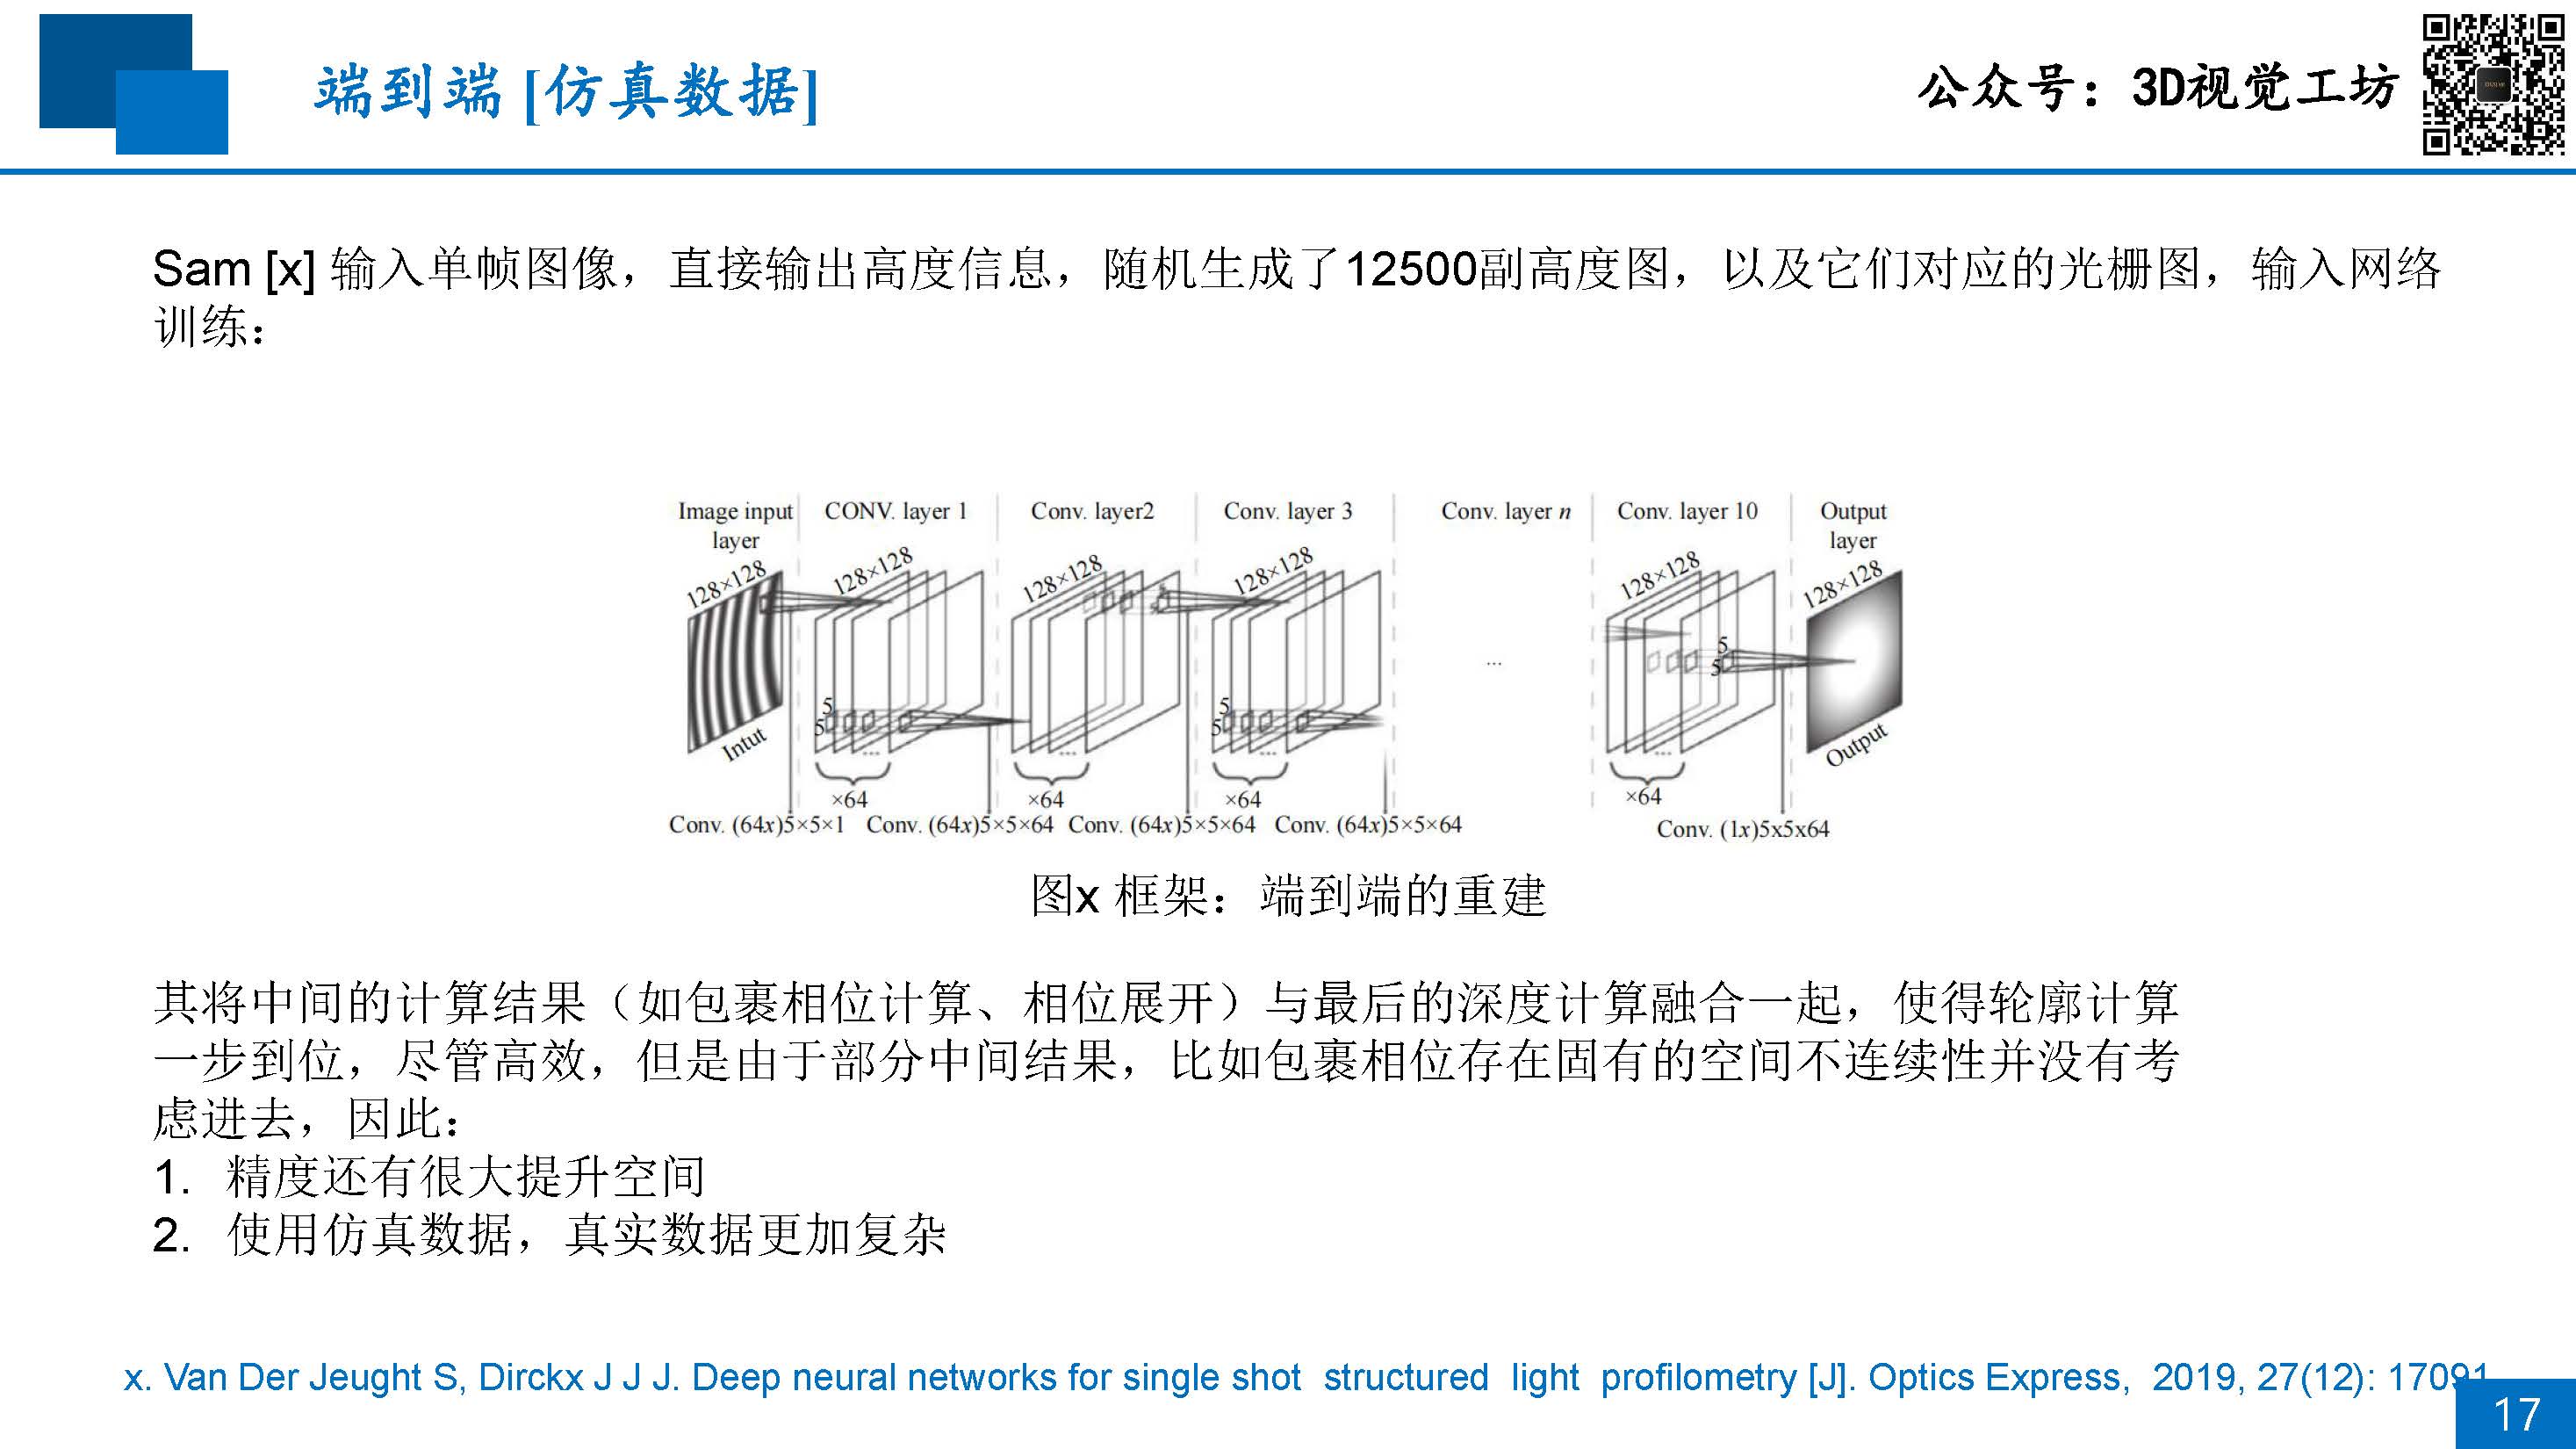 端到端 [仿真数据]
公众号：3D视觉工坊
Sam [x] 输入单帧图像，直接输出高度信息，随机生成了12500副高度图，以及它们对应的光栅图，输入网络
训练：
Image input
layer
CONV. layer 1
Conv. layer2
Conv. layer 3
Conv. layer n
Conv. layer 10
Output
layer
128×128
128×128
128×128
128×128
128×128
128×128
5
5
5
5
5
5
...
Intut
Output
...
...
...
...
×64
×64
×64
×64
Conv. (64x)5×5×1
Conv. (64x)5×5×64
Conv. (64x)5×5×64
Conv. (64x)5×5×64
Conv. (1x)5x5x64
图x 框架：端到端的重建
其将中间的计算结果（如包裹相位计算、相位展开）与最后的深度计算融合一起，使得轮廓计算
一步到位，尽管高效，但是由于部分中间结果，比如包裹相位存在固有的空间不连续性并没有考
虑进去，因此：
1. 精度还有很大提升空间
2. 使用仿真数据，真实数据更加复杂
x. Van Der Jeught S, Dirckx J J J. Deep neural networks for single shot structured light profilometry [J]. Optics Express, 2019, 27(12): 17091
17